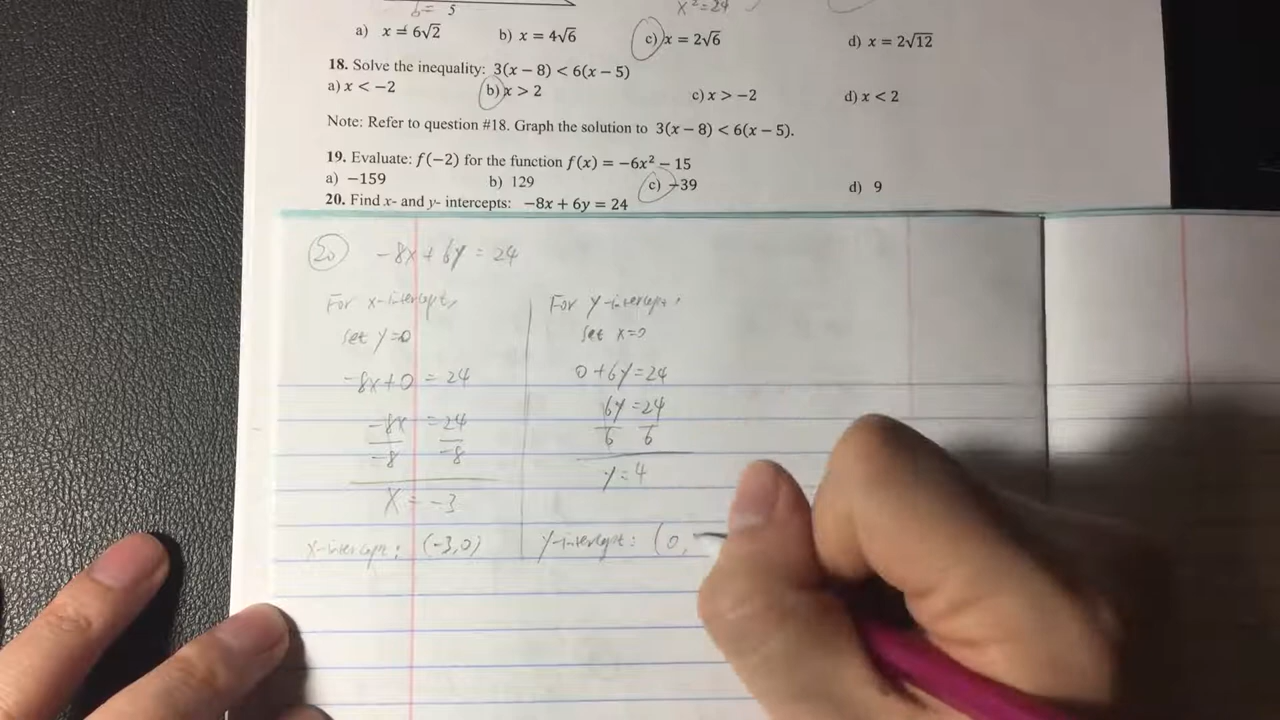 b = 5
x²=24
a) x = 6√2 b) x = 4√6 c) x = 2√6 d) x = 2√12
18. Solve the inequality: 3(x − 8) < 6(x − 5)
a) x < −2 b) x > 2 c) x > −2 d) x < 2
Note: Refer to question #18. Graph the solution to 3(x − 8) < 6(x − 5).
19. Evaluate: f(−2) for the function f(x) = −6x² − 15
a) −159 b) 129 c) −39 d) 9
20. Find x- and y- intercepts: −8x + 6y = 24
20 -8x + 6y = 24
For x-intercept,
set y=0
-8x+0 = 24
-8x = 24
-8 -8
x = -3
x-intercept: (-3,0)
For y-intercept,
set x=0
0+6y=24
6y=24
6 6
y=4
y-intercept: (0,